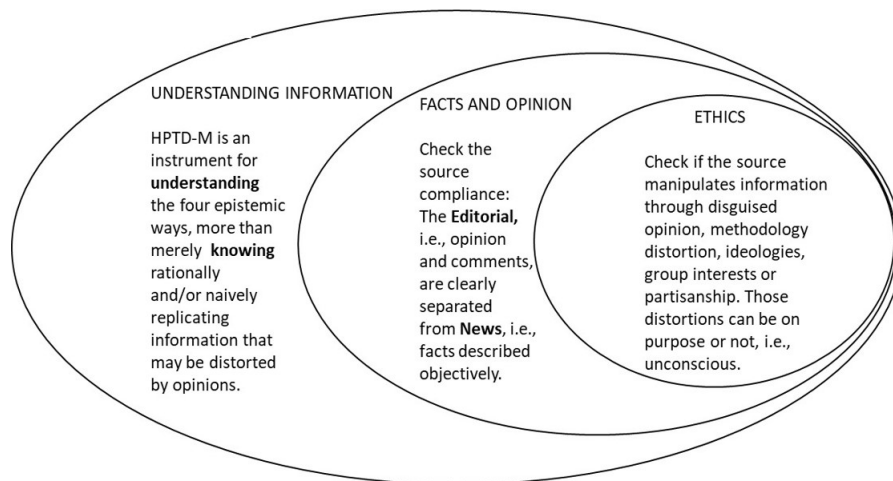 UNDERSTANDING INFORMATION
HPTD-M is an
instrument for
understanding
the four epistemic
ways, more than
merely knowing
rationally
and/or naively
replicating
information that
may be distorted
by opinions.
FACTS AND OPINION
Check the
source
compliance:
The Editorial,
i.e., opinion
and comments,
are clearly
separated
from News, i.e.,
facts described
objectively.
ETHICS
Check if the source
manipulates information
through disguised
opinion, methodology
distortion, ideologies,
group interests or
partisanship. Those
distortions can be on
purpose or not, i.e.,
unconscious.